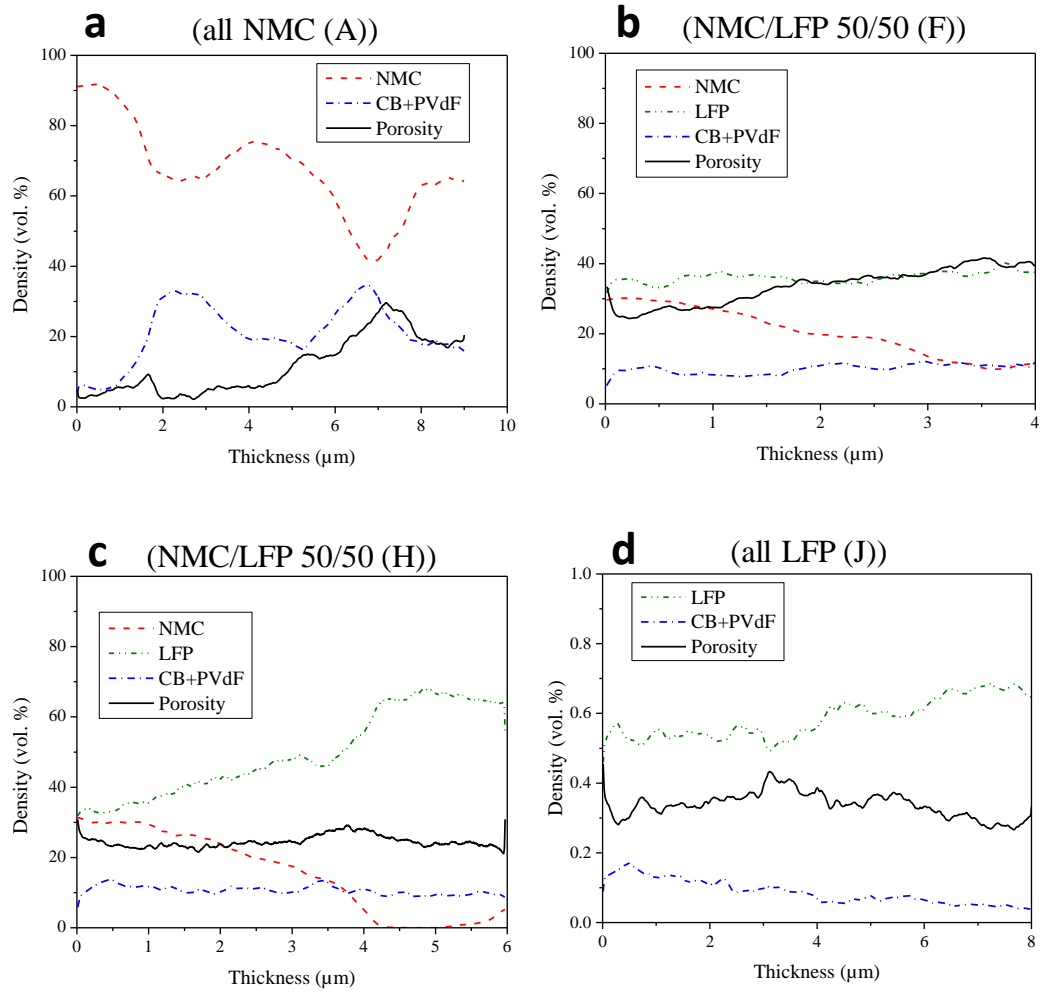 a
(all NMC (A))
Density (vol. %)
100
80
60
40
20
0
NMC
CB+PVdF
Porosity
0 2 4 6 8 10
Thickness (µm)
b
(NMC/LFP 50/50 (F))
Density (vol. %)
100
80
60
40
20
0
NMC
LFP
CB+PVdF
Porosity
0 1 2 3 4
Thickness (µm)
c
(NMC/LFP 50/50 (H))
Density (vol. %)
100
80
60
40
20
0
NMC
LFP
CB+PVdF
Porosity
0 1 2 3 4 5 6
Thickness (µm)
d
(all LFP (J))
Density (vol. %)
1.0
0.8
0.6
0.4
0.2
0.0
LFP
CB+PVdF
Porosity
0 2 4 6 8
Thickness (µm)